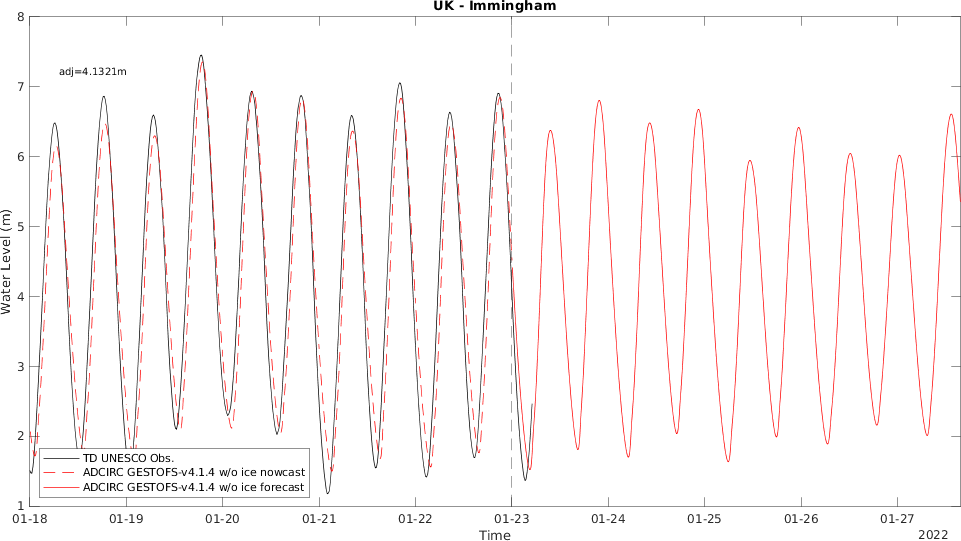 UK - Immingham
adj=4.1321m
8
7
6
5
4
3
2
1
Water Level (m)
TD UNESCO Obs.
ADCIRC GESTOFS-v4.1.4 w/o ice nowcast
ADCIRC GESTOFS-v4.1.4 w/o ice forecast
01-18 01-19 01-20 01-21 01-22 01-23 01-24 01-25 01-26 01-27
Time
2022